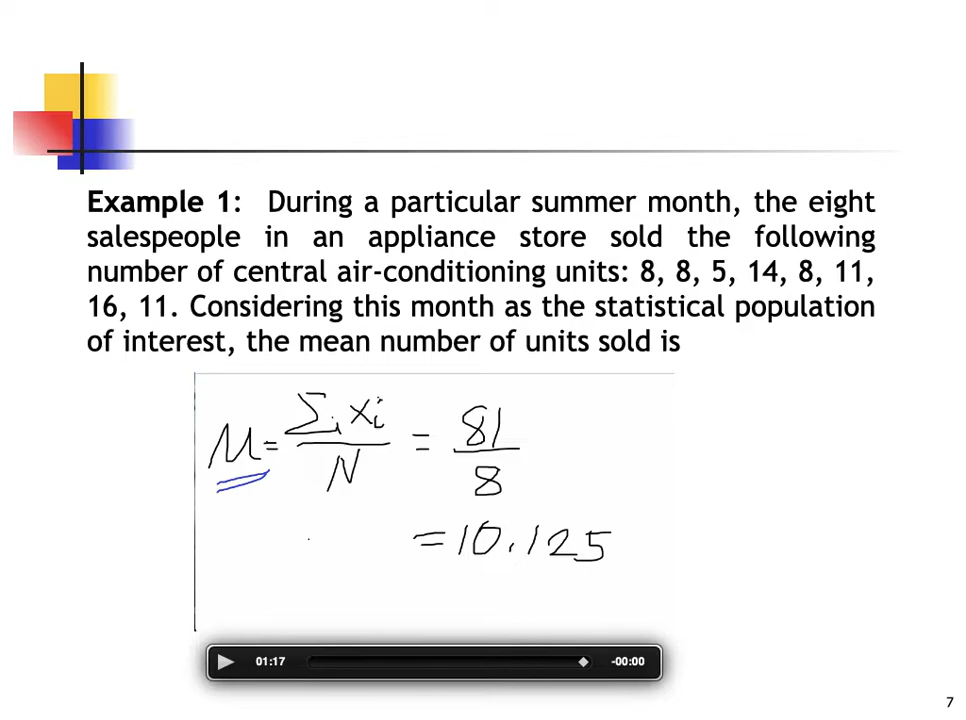 Example 1: During a particular summer month, the eight
salespeople in an appliance store sold the following
number of central air-conditioning units: 8, 8, 5, 14, 8, 11,
16, 11. Considering this month as the statistical population
of interest, the mean number of units sold is
μ = Σᵢ xᵢ / N = 81 / 8
= 10.125
01:17 -00:00
7